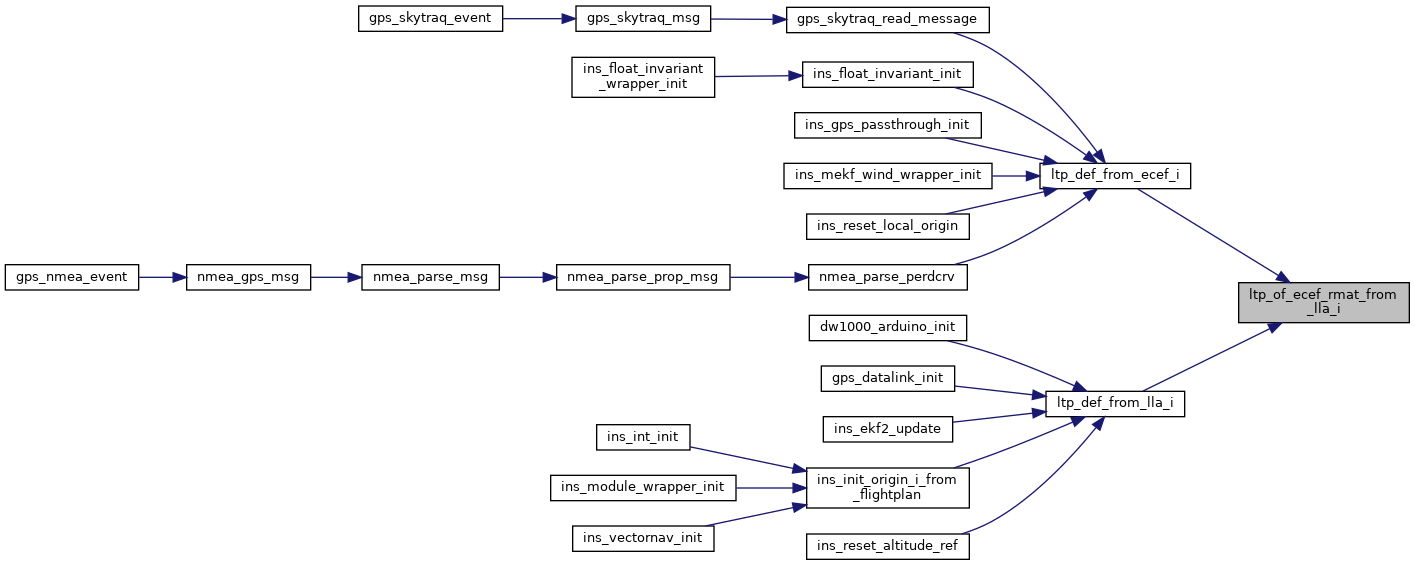 gps_skytraq_event
gps_skytraq_msg
gps_skytraq_read_message
ins_float_invariant
_wrapper_init
ins_float_invariant_init
ins_gps_passthrough_init
ins_mekf_wind_wrapper_init
ltp_def_from_ecef_i
ins_reset_local_origin
gps_nmea_event
nmea_gps_msg
nmea_parse_msg
nmea_parse_prop_msg
nmea_parse_perdcrv
ltp_of_ecef_rmat_from
_lla_i
dw1000_arduino_init
gps_datalink_init
ltp_def_from_lla_i
ins_ekf2_update
ins_int_init
ins_init_origin_i_from
_flightplan
ins_module_wrapper_init
ins_vectornav_init
ins_reset_altitude_ref